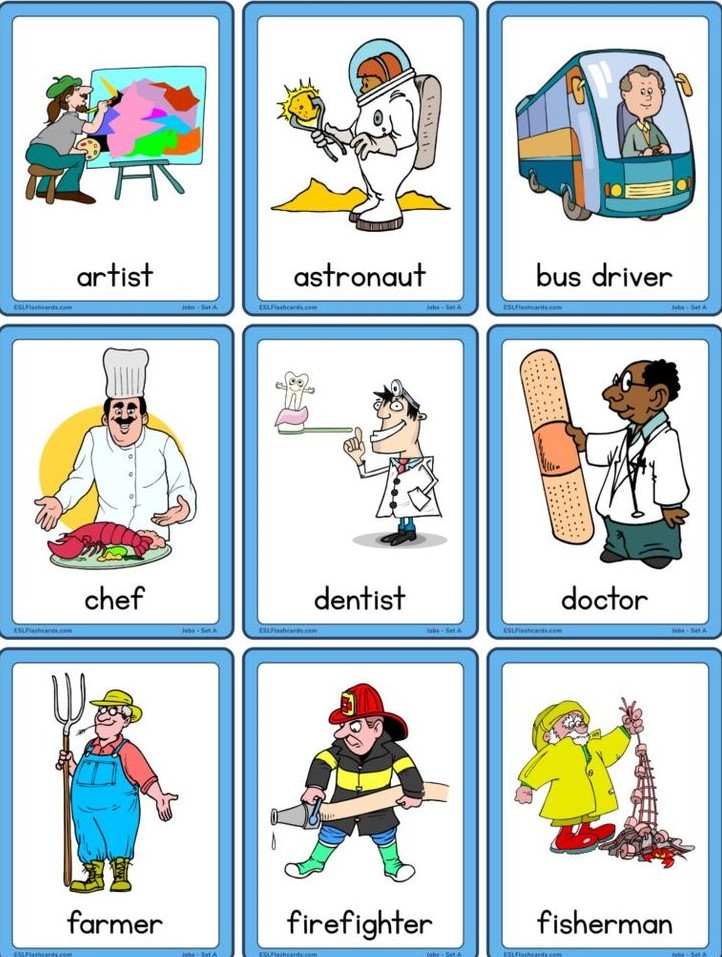 artist
ESLFlashcards.com Jobs - Set A
astronaut
ESLFlashcards.com Jobs - Set A
bus driver
ESLFlashcards.com Jobs - Set A
chef
ESLFlashcards.com Jobs - Set A
dentist
ESLFlashcards.com Jobs - Set A
doctor
ESLFlashcards.com Jobs - Set A
farmer
ESLFlashcards.com Jobs - Set A
firefighter
ESLFlashcards.com Jobs - Set A
fisherman
ESLFlashcards.com Jobs - Set A